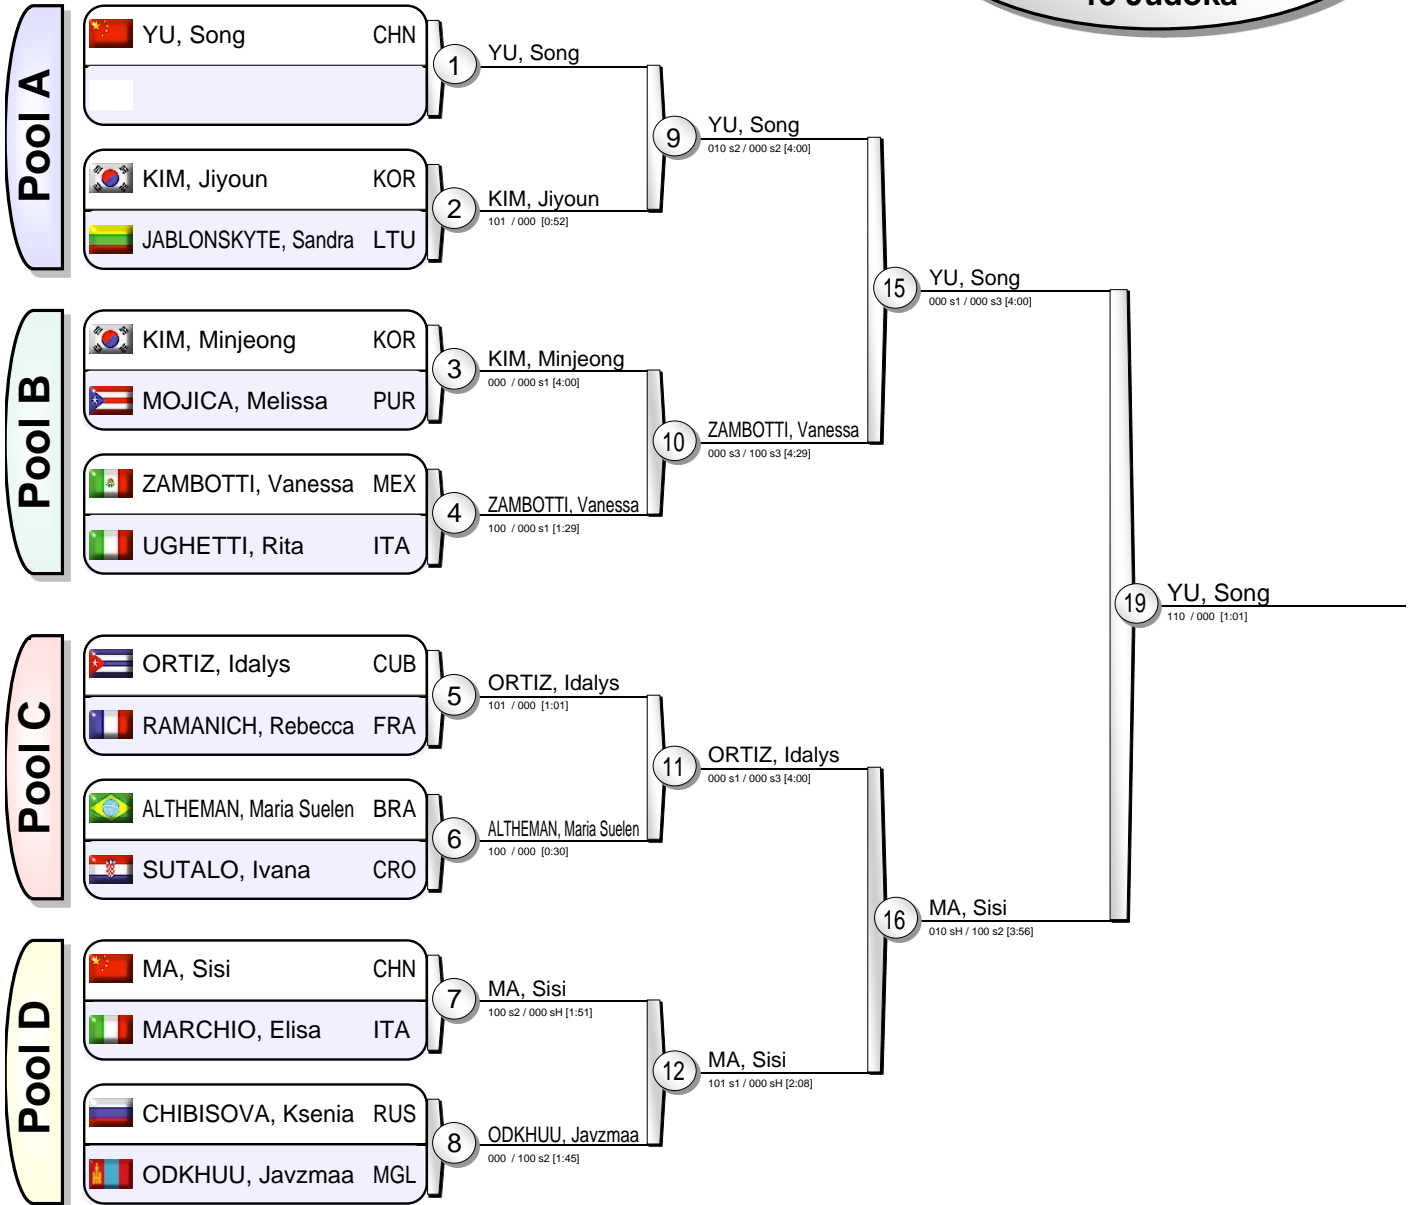 15 Judoka
Pool A
YU, Song CHN
1
YU, Song
KIM, Jiyoun KOR
JABLONSKYTE, Sandra LTU
2
KIM, Jiyoun
101 / 000 [0:52]
9
YU, Song
010 s2 / 000 s2 [4:00]
Pool B
KIM, Minjeong KOR
MOJICA, Melissa PUR
3
KIM, Minjeong
000 / 000 s1 [4:00]
ZAMBOTTI, Vanessa MEX
UGHETTI, Rita ITA
4
ZAMBOTTI, Vanessa
100 / 000 s1 [1:29]
10
ZAMBOTTI, Vanessa
000 s3 / 100 s3 [4:29]
15
YU, Song
000 s1 / 000 s3 [4:00]
Pool C
ORTIZ, Idalys CUB
RAMANICH, Rebecca FRA
5
ORTIZ, Idalys
101 / 000 [1:01]
ALTHEMAN, Maria Suelen BRA
SUTALO, Ivana CRO
6
ALTHEMAN, Maria Suelen
100 / 000 [0:30]
11
ORTIZ, Idalys
000 s1 / 000 s3 [4:00]
Pool D
MA, Sisi CHN
MARCHIO, Elisa ITA
7
MA, Sisi
100 s2 / 000 sH [1:51]
CHIBISOVA, Ksenia RUS
ODKHUU, Javzmaa MGL
8
ODKHUU, Javzmaa
000 / 100 s2 [1:45]
12
MA, Sisi
101 s1 / 000 sH [2:08]
16
MA, Sisi
010 sH / 100 s2 [3:56]
19
YU, Song
110 / 000 [1:01]